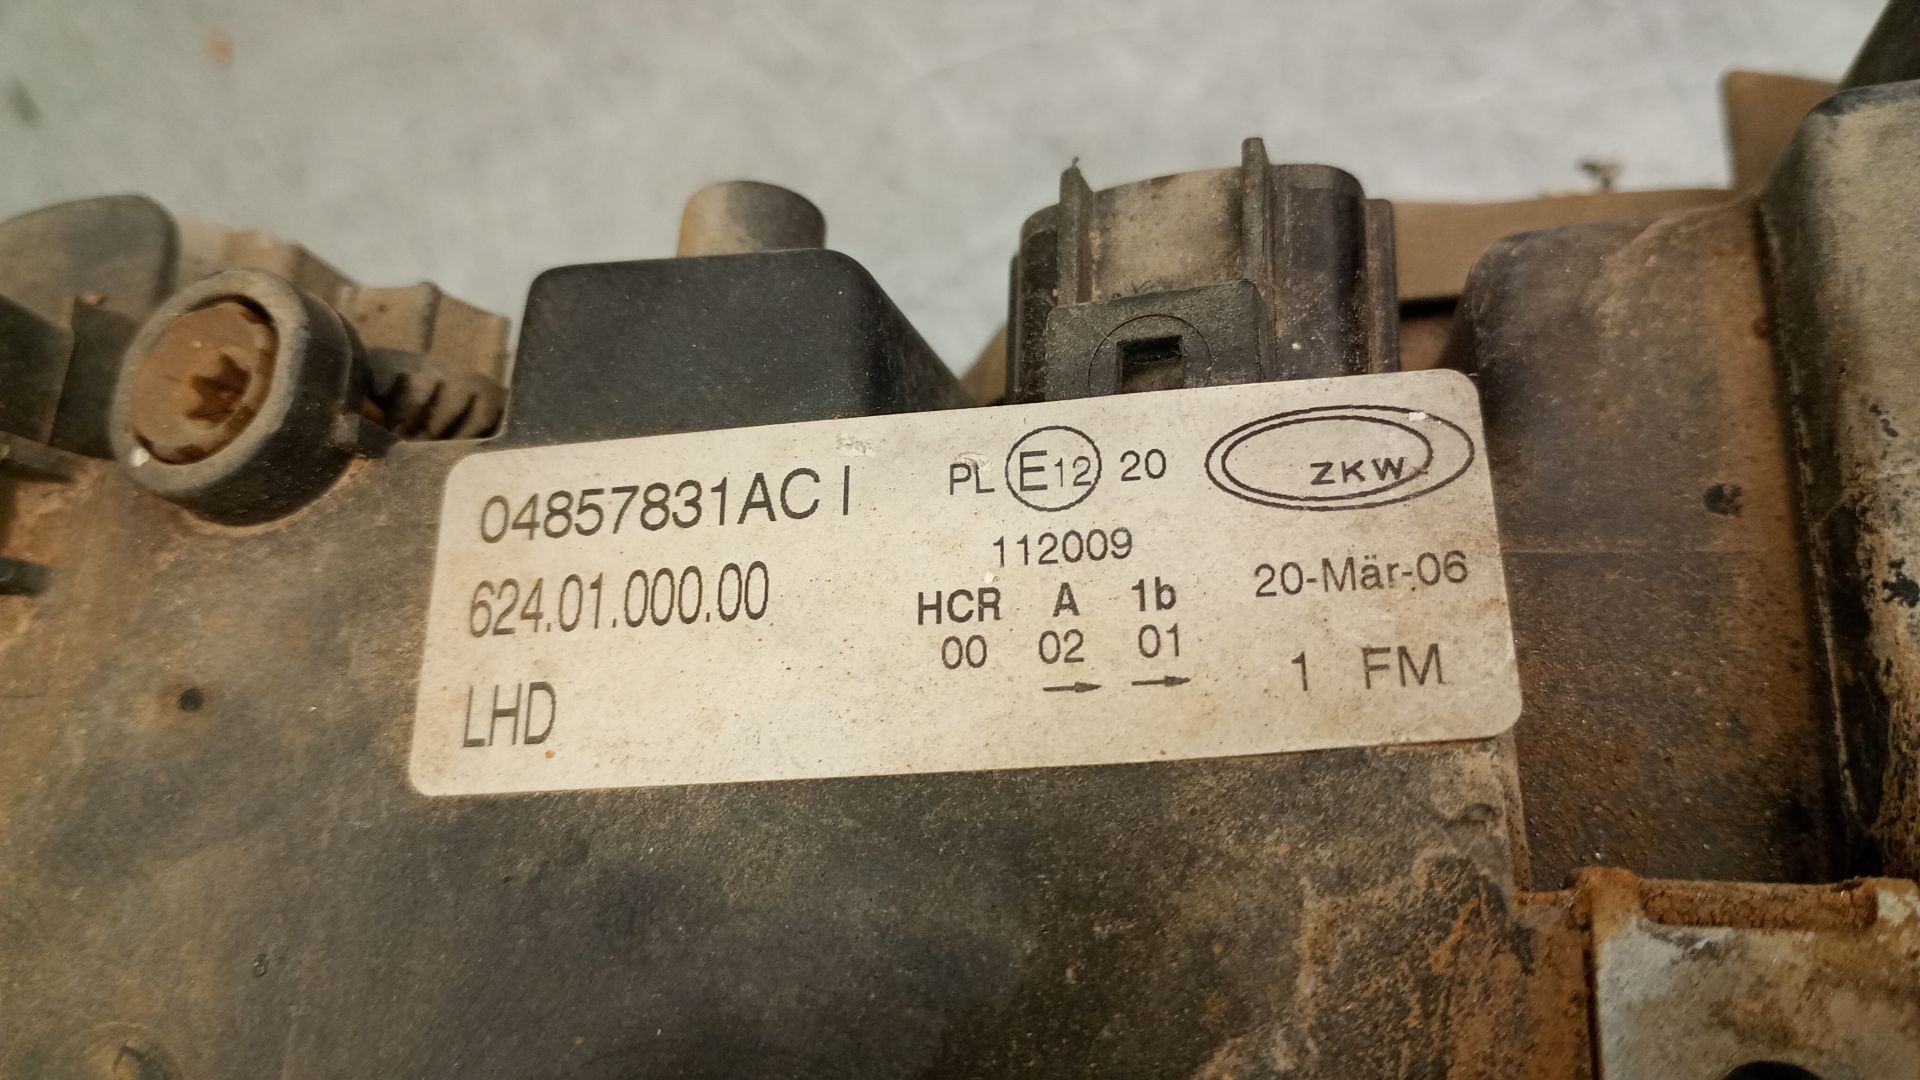 04857831AC I
624.01.000.00
LHD
PL E12 20
112009
HCR A 1b
00 02 01
→ →
ZKW
20-Mär-06
1 FM